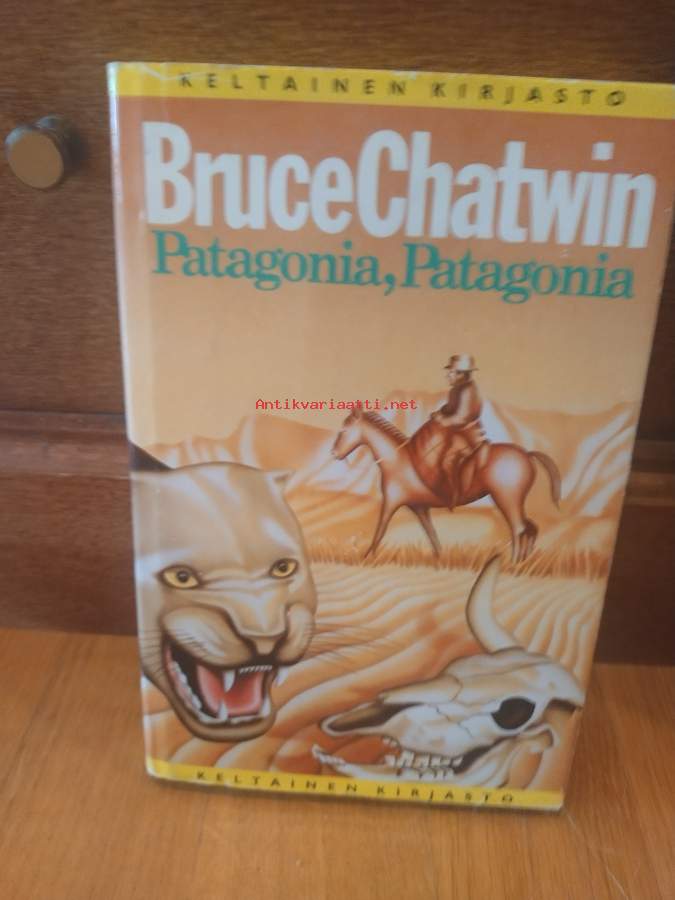 KELTAINEN KIRJASTO
BruceChatwin
Patagonia, Patagonia
Antikvariaatti.net
KELTAINEN KIRJASTO